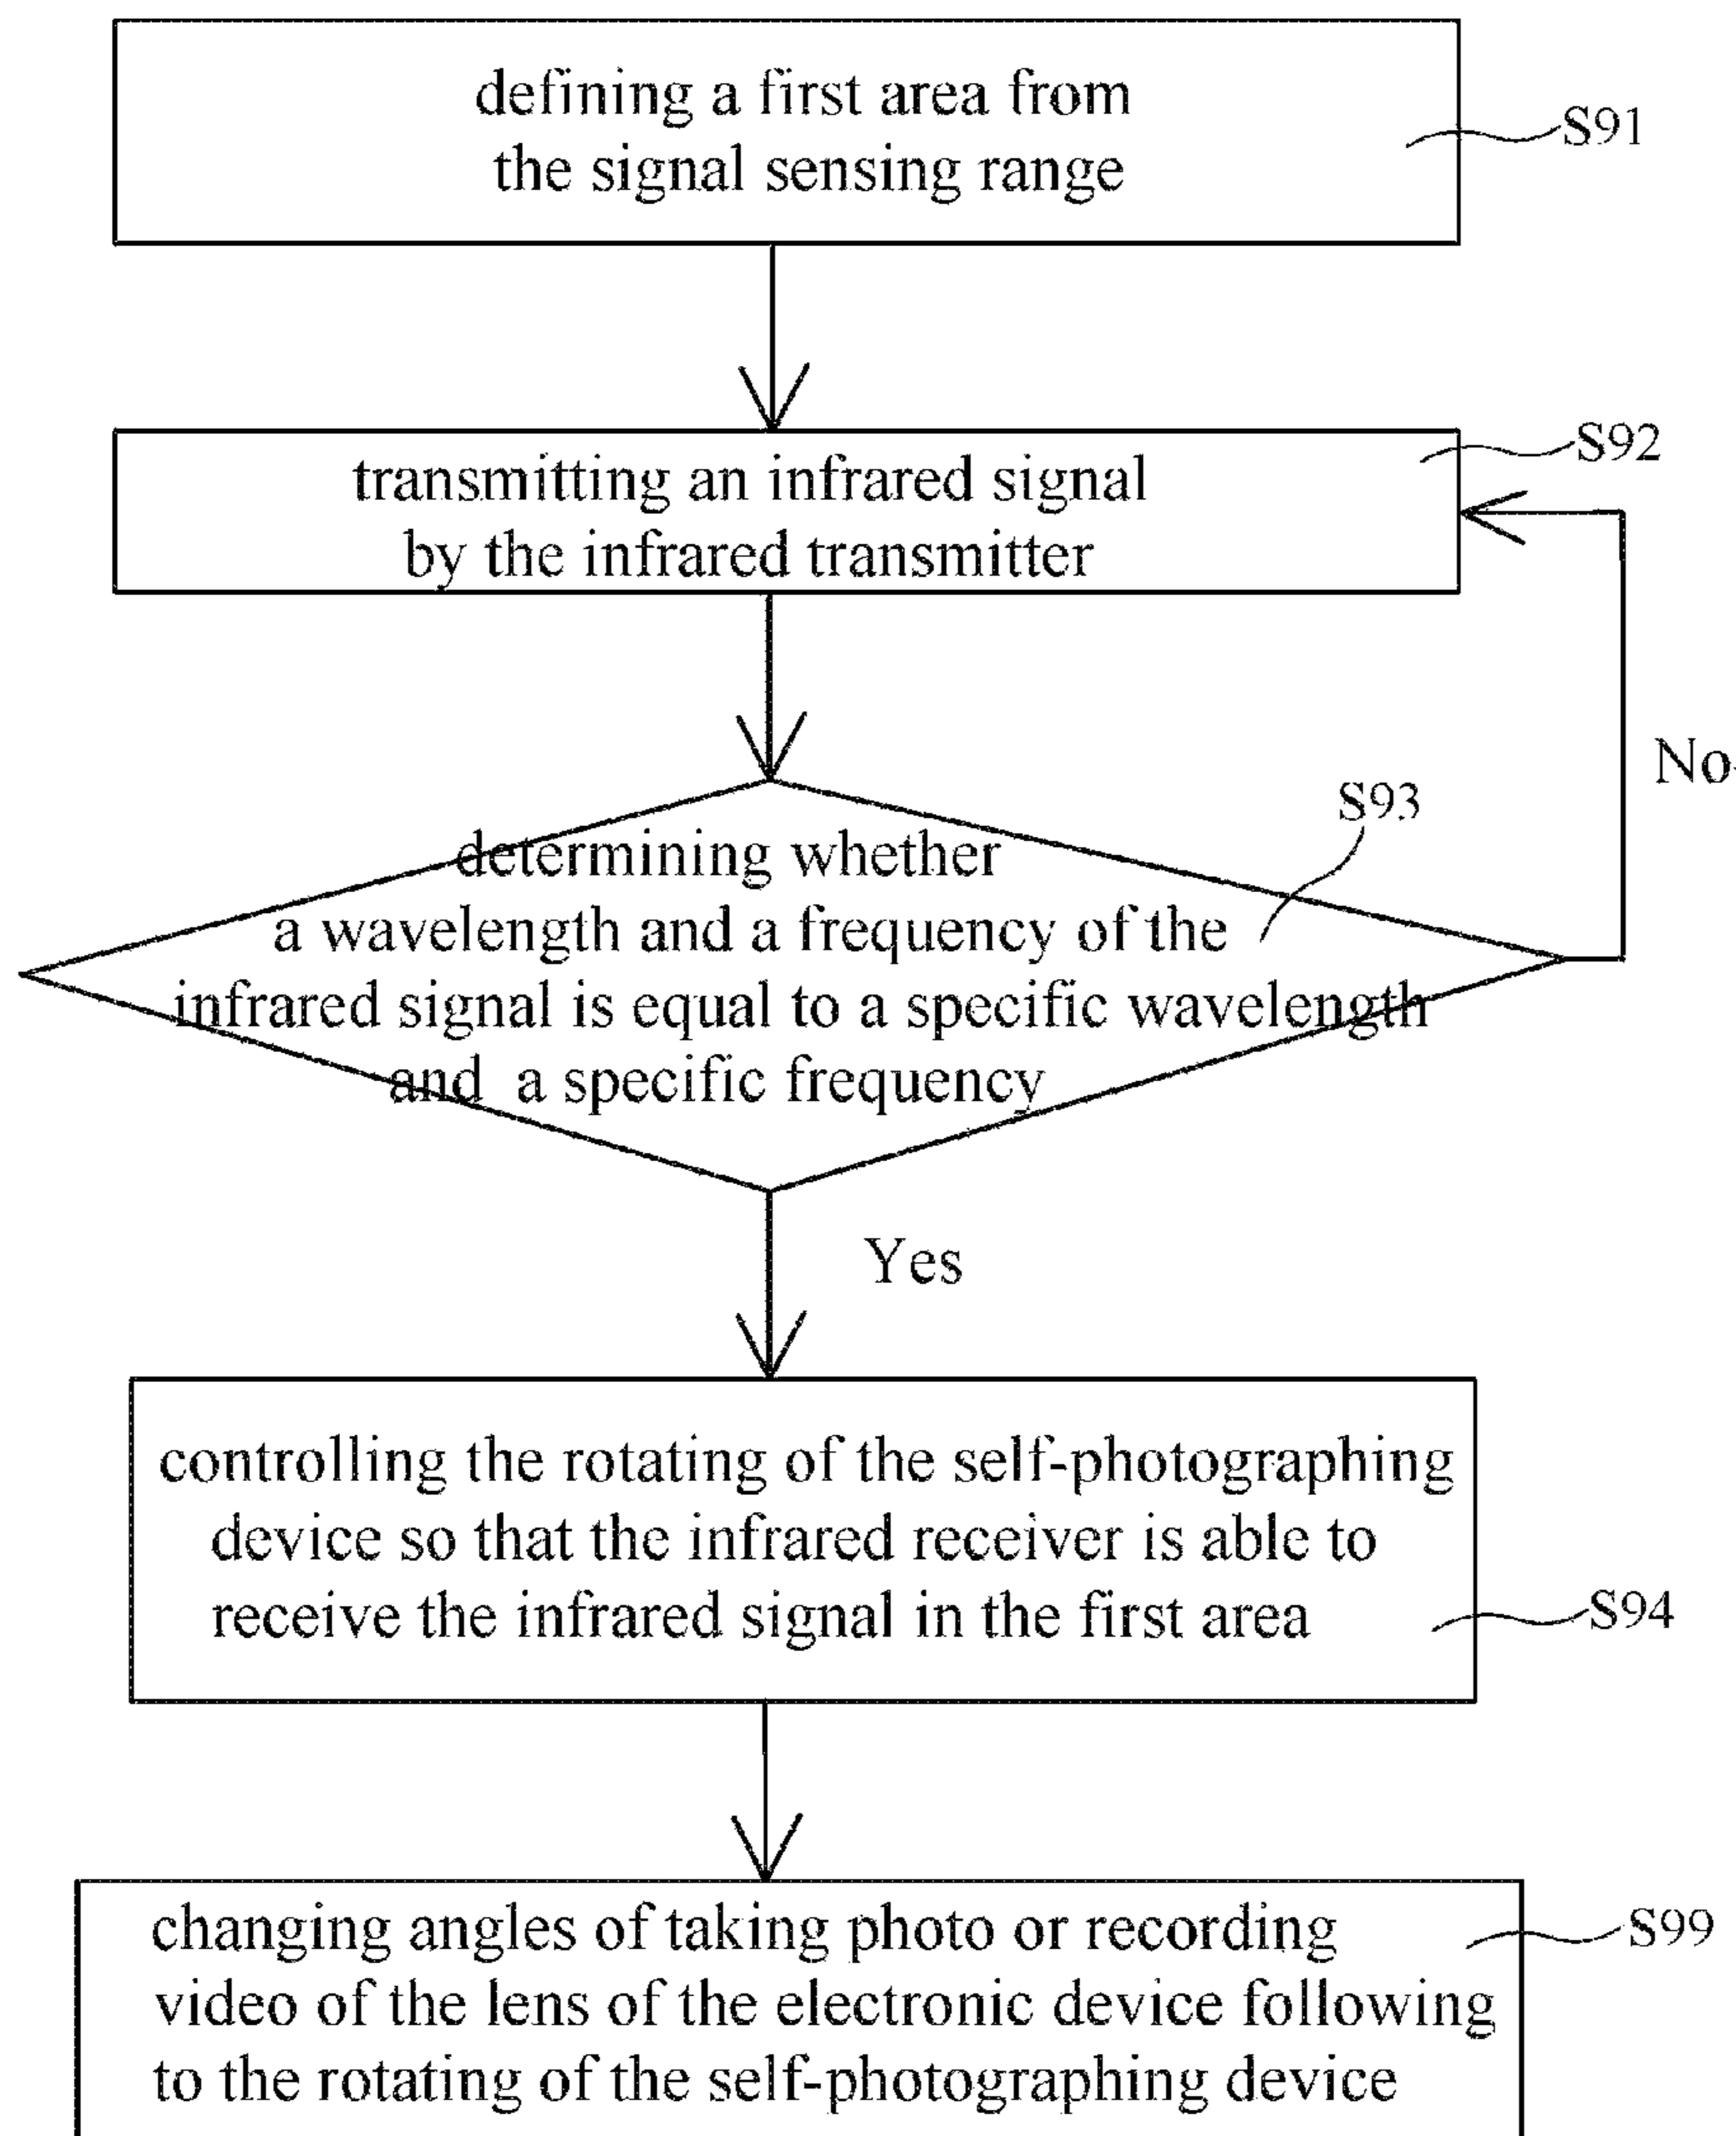 defining a first area from
the signal sensing range
S91
S92
transmitting an infrared signal
by the infrared transmitter
No
S93
determining whether
a wavelength and a frequency of the
infrared signal is equal to a specific wavelength
and a specific frequency
Yes
controlling the rotating of the self-photographing
device so that the infrared receiver is able to
receive the infrared signal in the first area
S94
changing angles of taking photo or recording
S99
video of the lens of the electronic device following
to the rotating of the self-photographing device